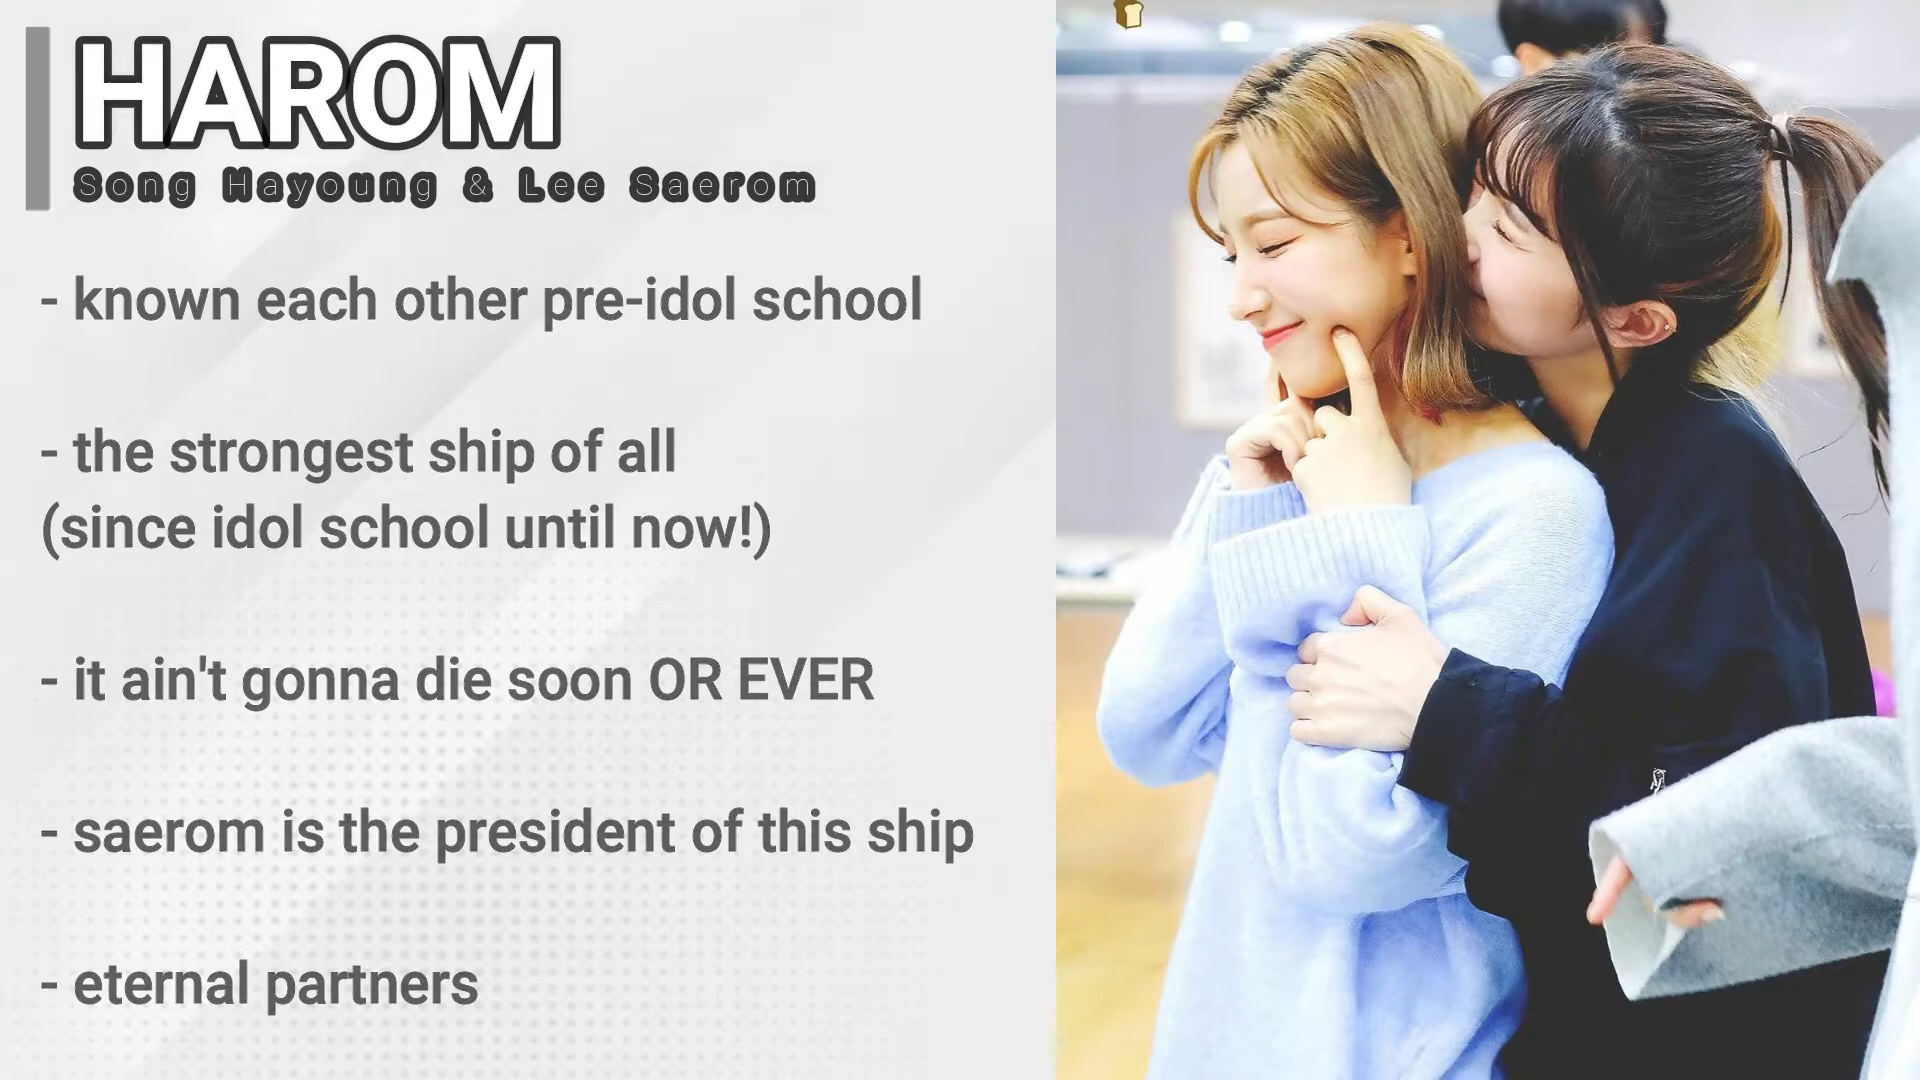 HAROM
Song Hayoung & Lee Saerom
- known each other pre-idol school
- the strongest ship of all
(since idol school until now!)
- it ain't gonna die soon OR EVER
- saerom is the president of this ship
- eternal partners